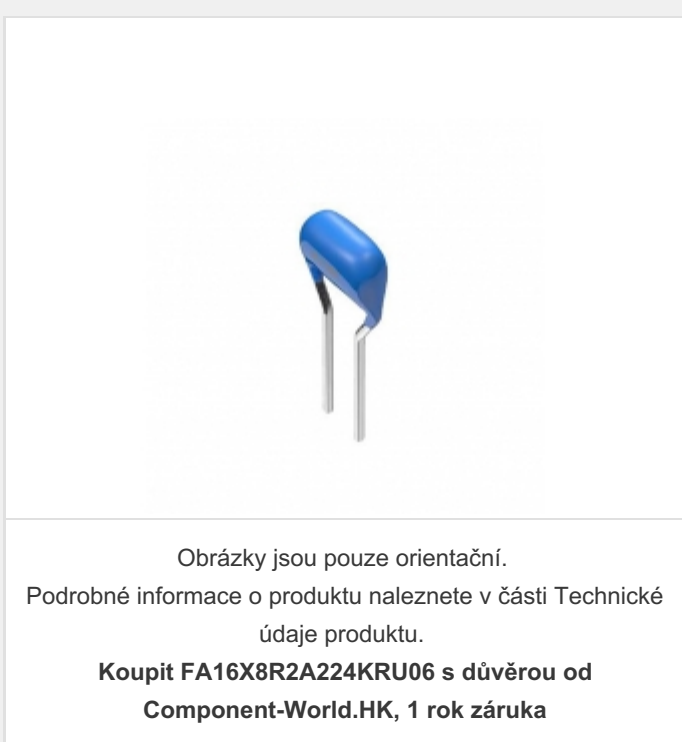 Obrázky jsou pouze orientační.
Podrobné informace o produktu naleznete v části Technické
údaje produktu.
Koupit FA16X8R2A224KRU06 s důvěrou od
Component-World.HK, 1 rok záruka